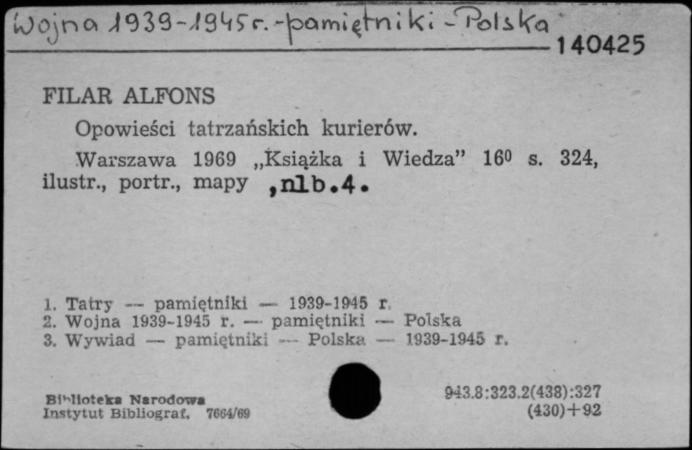 Wojna 1939-1945 r. - pamiętniki - Polska
140425
FILAR ALFONS
Opowieści tatrzańskich kurierów.
Warszawa 1969 „Książka i Wiedza” 16⁰ s. 324,
ilustr., portr., mapy ,nlb.4.
1. Tatry — pamiętniki — 1939-1945 r.
2. Wojna 1939-1945 r. — pamiętniki — Polska
3. Wywiad — pamiętniki — Polska — 1939-1945 r.
Biblioteka Narodowa
Instytut Bibliograf. 7664/69
943.8:323.2(438):327
(430)+92